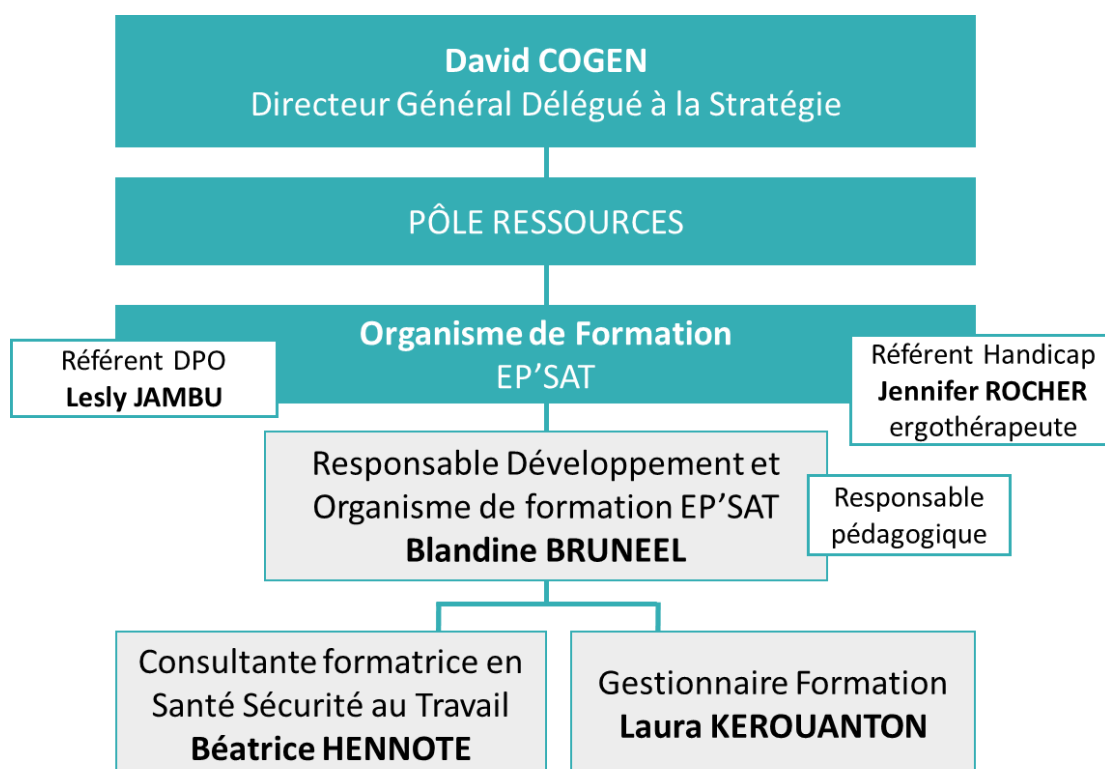 David COGEN
Directeur Général Délégué à la Stratégie
PÔLE RESSOURCES
Organisme de Formation
EP’SAT
Référent DPO
Lesly JAMBU
Référent Handicap
Jennifer ROCHER
ergothérapeute
Responsable Développement et
Organisme de formation EP’SAT
Blandine BRUNEEL
Responsable
pédagogique
Consultante formatrice en
Santé Sécurité au Travail
Béatrice HENNOTE
Gestionnaire Formation
Laura KEROUANTON